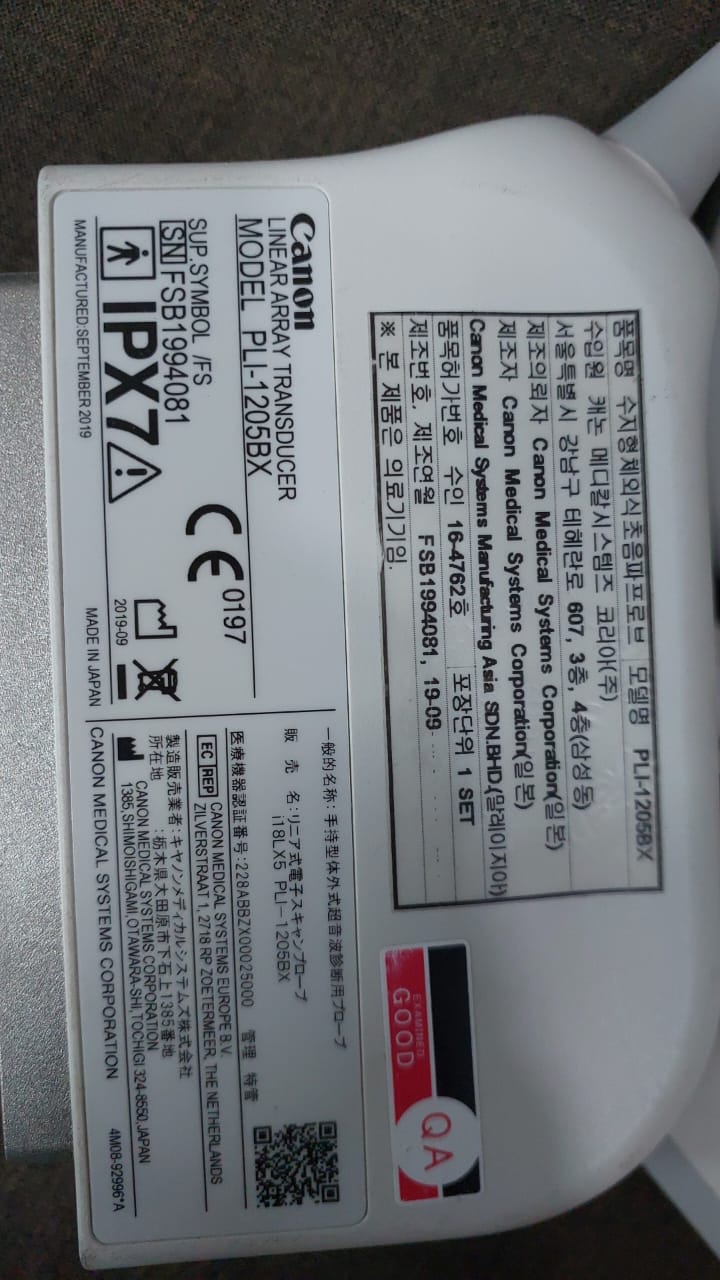 Canon
LINEAR ARRAY TRANSDUCER
MODEL PLI-1205BX
SUP.SYMBOL /FS
SN FSB1994081
CE 0197
IPX7
2019-09
MANUFACTURED:SEPTEMBER 2019
MADE IN JAPAN
一般的名称:手持型体外式超音波診断用プローブ
販 売 名:リニア式電子スキャンプローブ
i18LX5 PLI-1205BX
医療機器認証番号:228ABBZX00025000 管理 特管
EC REP CANON MEDICAL SYSTEMS EUROPE B.V.
ZILVERSTRAAT 1, 2718 RP ZOETERMEER, THE NETHERLANDS
製造販売業者:キヤノンメディカルシステムズ株式会社
所在地 :栃木県大田原市下石上1385番地
CANON MEDICAL SYSTEMS CORPORATION
1385,SHIMOISHIGAMI,OTAWARA-SHI,TOCHIGI 324-8550,JAPAN
CANON MEDICAL SYSTEMS CORPORATION
4M08-92996*A
품목명 수지형체외식초음파프로브 모델명 PLI-1205BX
수입원 캐논 메디칼시스템즈 코리아(주)
서울특별시 강남구 테헤란로 607, 3층, 4층(삼성동)
제조의뢰자 Canon Medical Systems Corporation(일본)
제조자 Canon Medical Systems Corporation(일본)
Canon Medical Systems Manufacturing Asia SDN.BHD.(말레이지아)
품목허가번호 수인 16-4762호 포장단위 1 SET
제조번호, 제조연월 FSB1994081, 19-09
※ 본 제품은 의료기기임.
EXAMINED
GOOD
QA